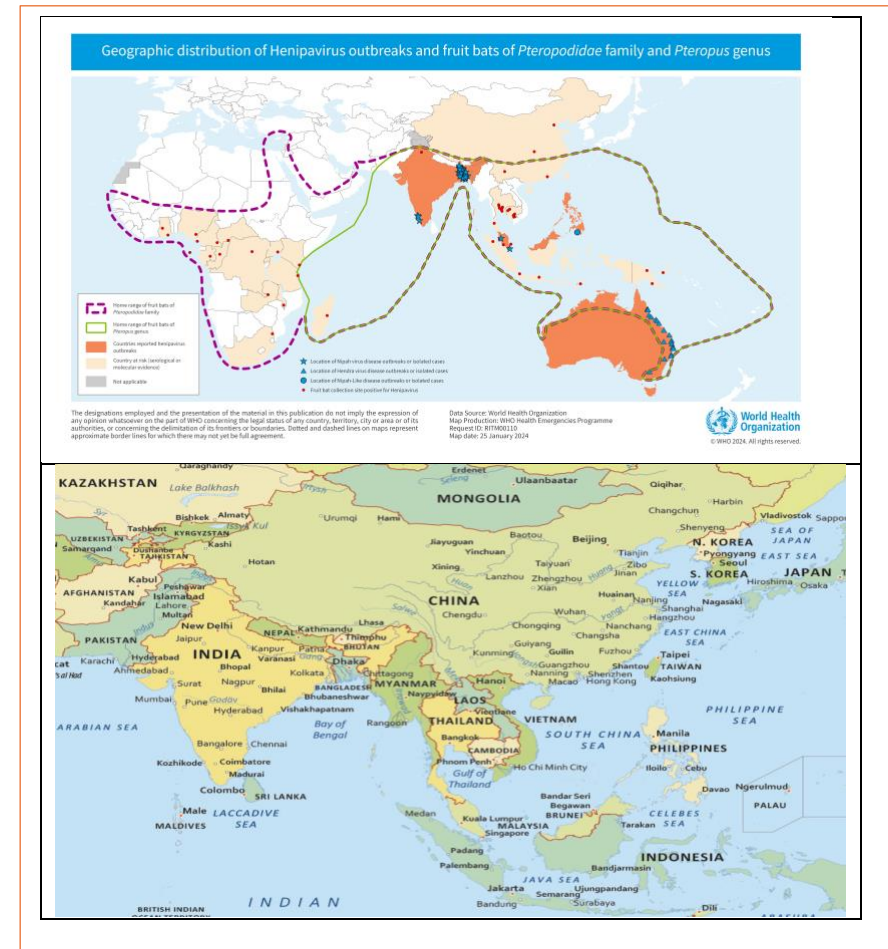 Geographic distribution of Henipavirus outbreaks and fruit bats of Pteropodidae family and Pteropus genus
Home range of fruit bats of
Pteropodidae family
Home range of fruit bats of
Pteropus genus
Countries reported henipavirus
outbreaks
Country at risk (serological or
molecular evidence)
Not applicable
Location of Nipah virus disease outbreaks or isolated cases
Location of Hendra virus disease outbreaks or isolated cases
Location of Nipah-Like disease outbreaks or isolated cases
Fruit bat collection site positive for Henipavirus
The designations employed and the presentation of the material in this publication do not imply the expression of
any opinion whatsoever on the part of WHO concerning the legal status of any country, territory, city or area or of its
authorities, or concerning the delimitation of its frontiers or boundaries. Dotted and dashed lines on maps represent
approximate border lines for which there may not yet be full agreement.
Data Source: World Health Organization
Map Production: WHO Health Emergencies Programme
Request ID: RITM00110
Map date: 25 January 2024
World Health
Organization
© WHO 2024. All rights reserved.
Qaraghandy
Erdenet
Ulaanbaatar
Qiqihar
KAZAKHSTAN
Lake Balkhash
Seleng
MONGOLIA
Harbin
Changchun
Vladivostok Sappo
Bishkek Almaty
Issyk Kul
Urumqi
Hami
Shenyeng
SEA OF
JAPAN
Syr
Tashkent
KYRGYZSTAN
UZBEKISTAN
Samarqand
Dushanbe
TAJIKISTAN
Kashi
Hotan
Jiayuguan
Yinchuan
Baotou
Beijing
Tianjin
N. KOREA
Pyongyang
EAST SEA
Seoul
S. KOREA
JAPAN
Xining
Taiyuan
Zibo
Jinan
Kabul
Peshawar
Islamabad
AFGHANISTAN
Kandahar
Lahore
Multan
Lanzhou
Zhengzhou
Xian
Huang
YELLOW
SEA
Hiroshima
Osaka
CHINA
Chengdu
Huainan
Nanjing
Shanghai
Nagasaki
Hangzhou
New Delhi
PAKISTAN
Indus
Jaipur
NEPAL
Kathmandu
Lhasa
Salwin
Wuhan
Chongqing
Nanchang
Changsha
EAST CHINA
SEA
Thimphu
BHUTAN
Karachi
Hyderabad
INDIA
Kanpur
Patna
Varanasi
Guiyang
Kunming
Guilin
Fuzhou
Taipei
Ahmedabad
Bhopal
Dhaka
Guangzhou
Shantou
TAIWAN
Surat
Nagpur
Kolkata
Chittagong
Nanning
Shenzhen
Macao
Hong Kong
Kaohsiung
Bhilai
BANGLADESH
MYANMAR
Hanoi
Mumbai
Pune
Godav
Bhubaneshwar
Naypyidaw
LAOS
Hyderabad
Vishakhapatnam
Vientiane
Rangoon
THAILAND
VIETNAM
PHILIPPINE
SEA
ARABIAN SEA
Bay of
Bengal
Bangkok
SOUTH CHINA
SEA
Manila
PHILIPPINES
Bangalore
Chennai
CAMBODIA
Phnom Penh
Kozhikode
Coimbatore
Madurai
Gulf of
Thailand
Ho Chi Minh City
Iloilo
Cebu
Colombo
SRI LANKA
Davao
Ngerulmud
PALAU
Male
MALDIVES
LACCADIVE
SEA
Medan
Bandar Seri
Begawan
BRUNEI
CELEBES
SEA
Kuala Lumpur
MALAYSIA
Singapore
Tarakan
Padang
Palembang
INDONESIA
Bandjarmasin
JAVA SEA
Jakarta
Semarang
Ujungpandang
Bandung
Surabaya
Dili
INDIAN
BRITISH INDIAN